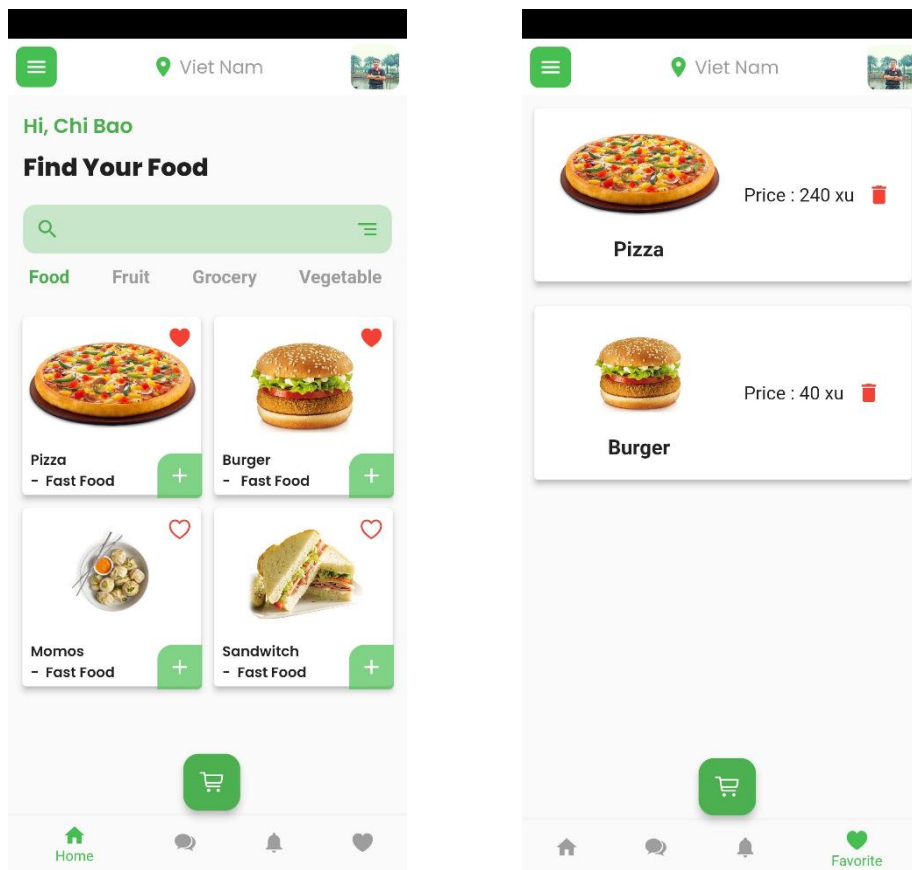 Viet Nam
Hi, Chi Bao
Find Your Food
Food Fruit Grocery Vegetable
Pizza
- Fast Food
Burger
- Fast Food
Momos
- Fast Food
Sandwitch
- Fast Food
Home
Viet Nam
Price : 240 xu
Pizza
Price : 40 xu
Burger
Favorite